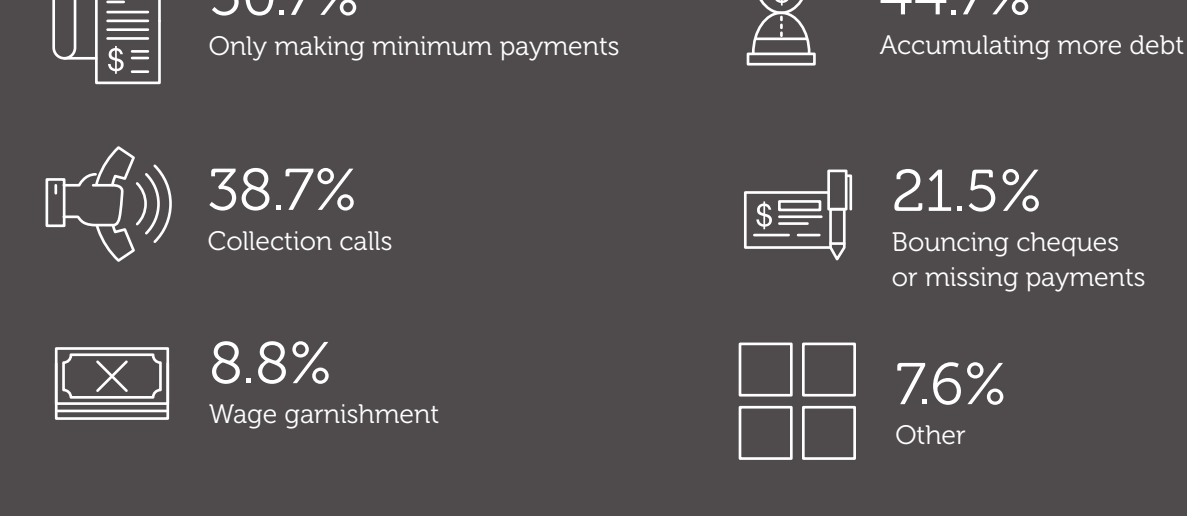 Only making minimum payments
Accumulating more debt
38.7%
Collection calls
21.5%
Bouncing cheques
or missing payments
8.8%
Wage garnishment
7.6%
Other